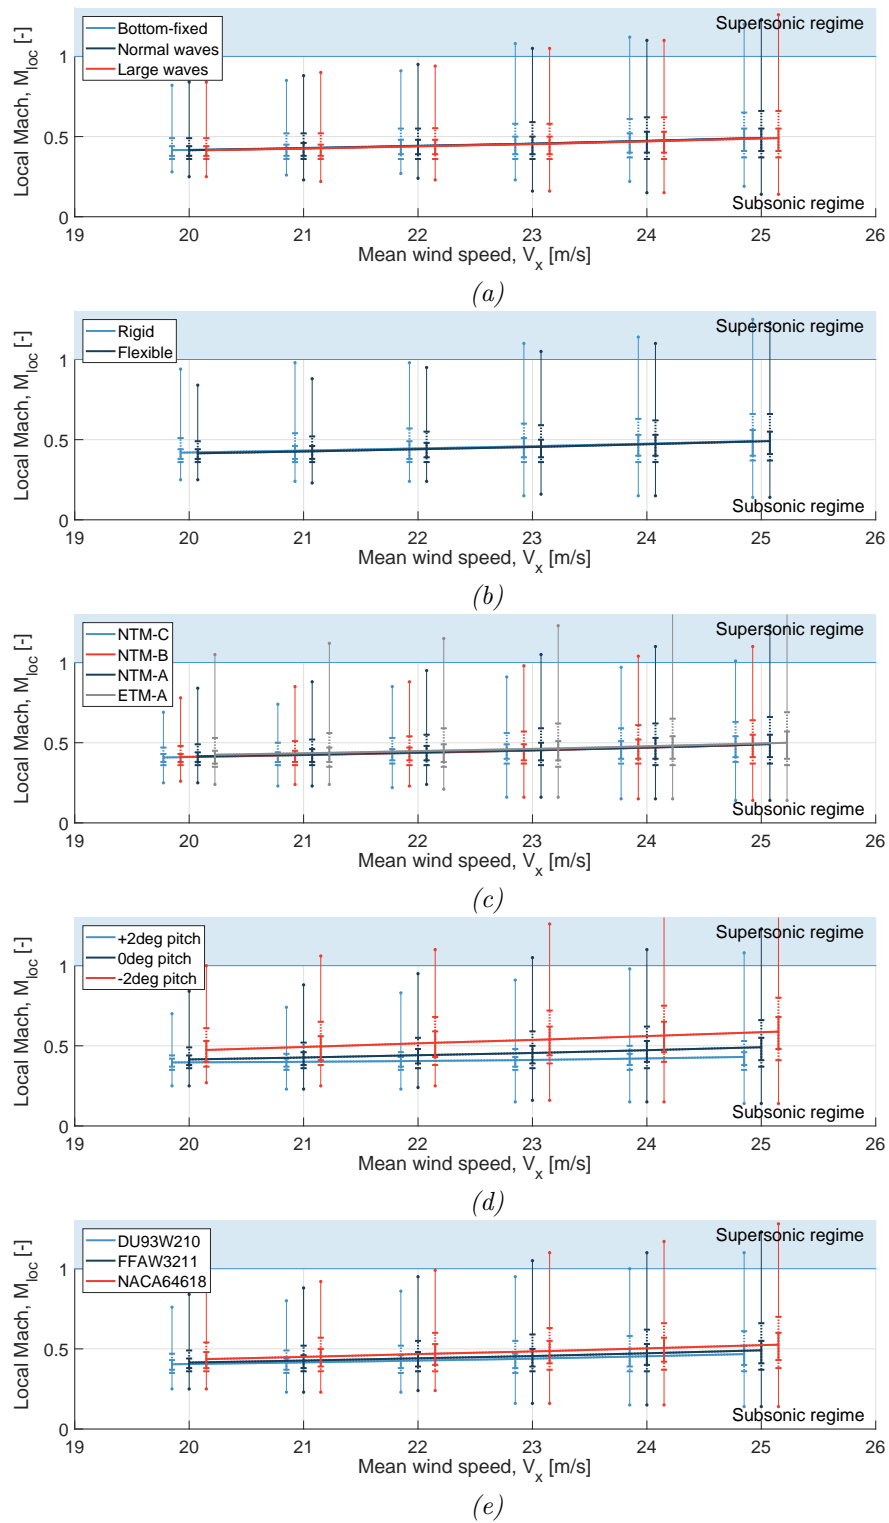 Local Mach, M_loc [-]
1
0.5
0
Bottom-fixed
Normal waves
Large waves
Supersonic regime
Subsonic regime
19 20 21 22 23 24 25 26
Mean wind speed, V_x [m/s]
(a)
Local Mach, M_loc [-]
1
0.5
0
Rigid
Flexible
Supersonic regime
Subsonic regime
19 20 21 22 23 24 25 26
Mean wind speed, V_x [m/s]
(b)
Local Mach, M_loc [-]
1
0.5
0
NTM-C
NTM-B
NTM-A
ETM-A
Supersonic regime
Subsonic regime
19 20 21 22 23 24 25 26
Mean wind speed, V_x [m/s]
(c)
Local Mach, M_loc [-]
1
0.5
0
+2deg pitch
0deg pitch
-2deg pitch
Supersonic regime
Subsonic regime
19 20 21 22 23 24 25 26
Mean wind speed, V_x [m/s]
(d)
Local Mach, M_loc [-]
1
0.5
0
DU93W210
FFAW3211
NACA64618
Supersonic regime
Subsonic regime
19 20 21 22 23 24 25 26
Mean wind speed, V_x [m/s]
(e)